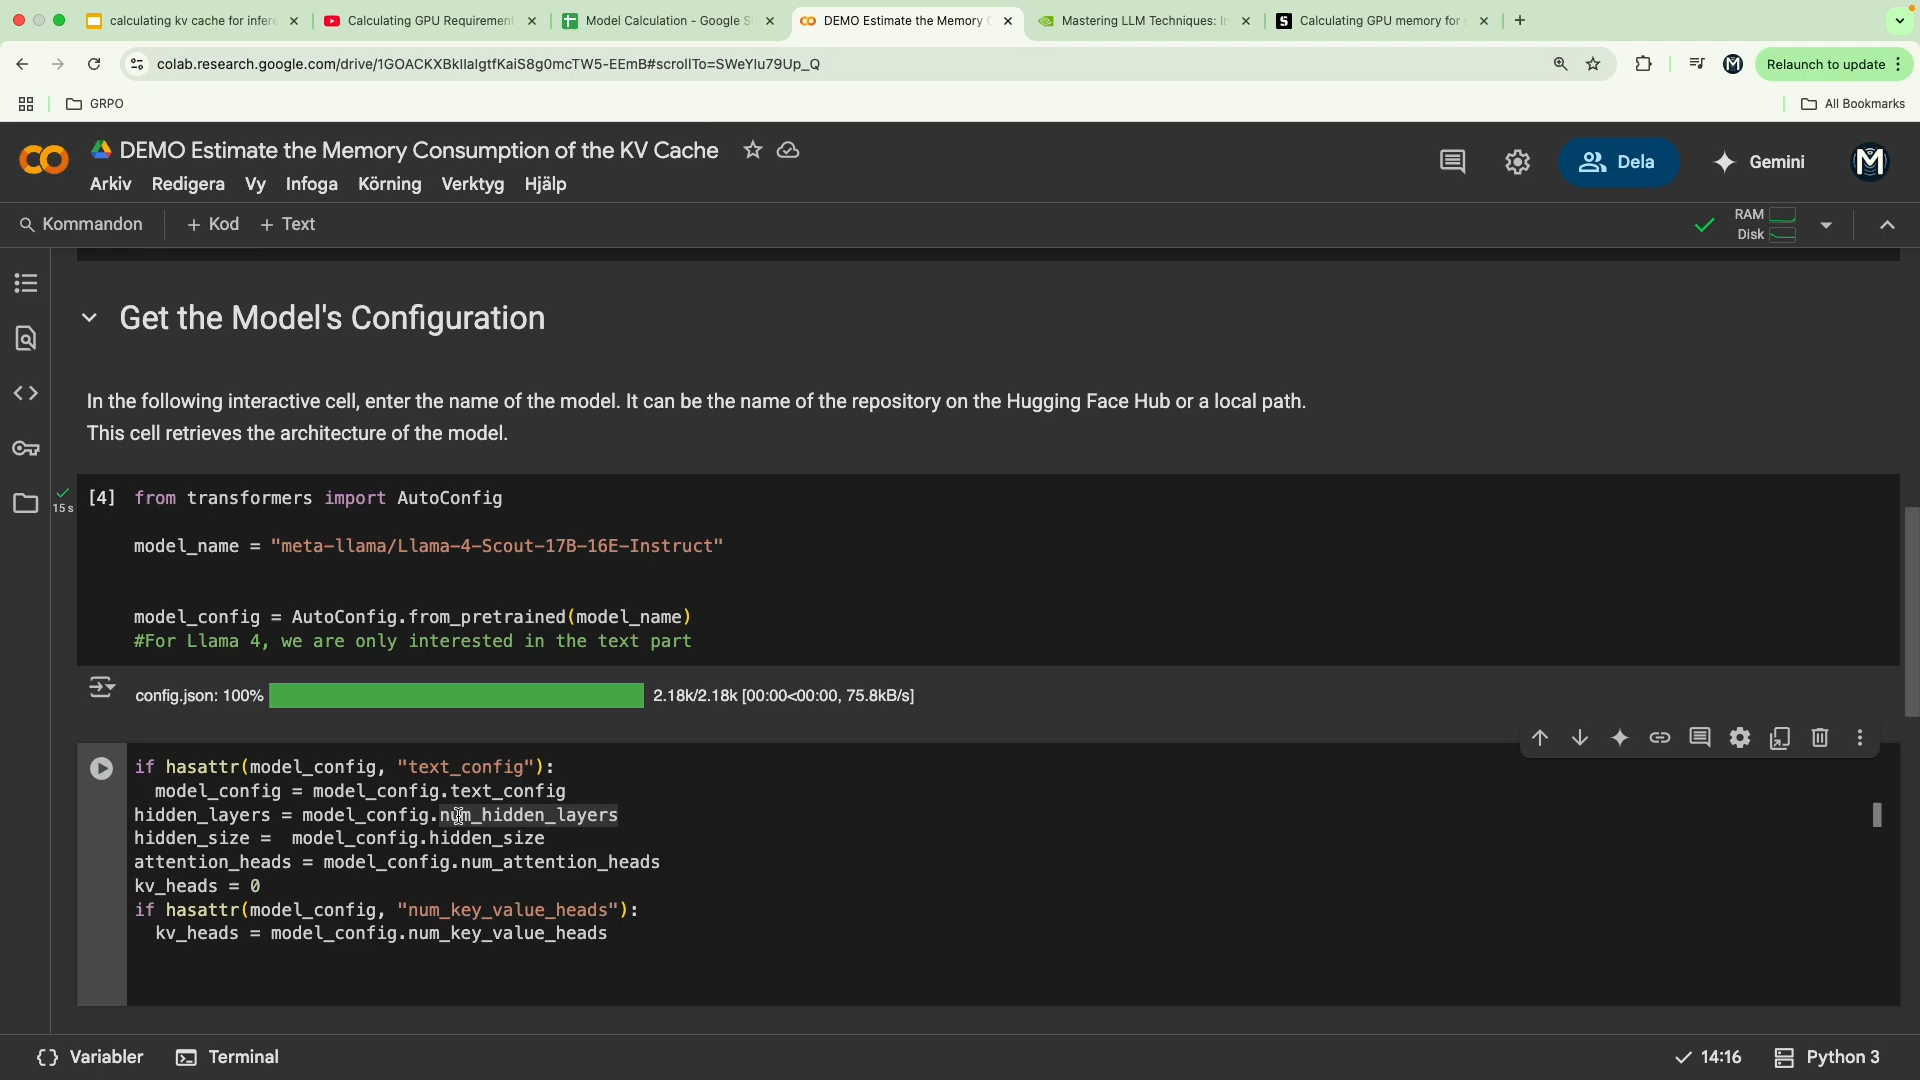 calculating kv cache for infere
Calculating GPU Requirement
Model Calculation - Google S
DEMO Estimate the Memory C
Mastering LLM Techniques: In
Calculating GPU memory for s
colab.research.google.com/drive/1GOACKXBkIlalgtfKaiS8g0mcTW5-EEmB#scrollTo=SWeYlu79Up_Q
Relaunch to update
GRPO
All Bookmarks
DEMO Estimate the Memory Consumption of the KV Cache
Arkiv Redigera Vy Infoga Körning Verktyg Hjälp
Dela
Gemini
Kommandon
+ Kod + Text
RAM
Disk
Get the Model's Configuration
In the following interactive cell, enter the name of the model. It can be the name of the repository on the Hugging Face Hub or a local path.
This cell retrieves the architecture of the model.
15 s
[4] from transformers import AutoConfig
model_name = "meta-llama/Llama-4-Scout-17B-16E-Instruct"
model_config = AutoConfig.from_pretrained(model_name)
#For Llama 4, we are only interested in the text part
config.json: 100% 2.18k/2.18k [00:00<00:00, 75.8kB/s]
if hasattr(model_config, "text_config"):
  model_config = model_config.text_config
hidden_layers = model_config.num_hidden_layers
hidden_size =  model_config.hidden_size
attention_heads = model_config.num_attention_heads
kv_heads = 0
if hasattr(model_config, "num_key_value_heads"):
  kv_heads = model_config.num_key_value_heads
Variabler
Terminal
14:16
Python 3